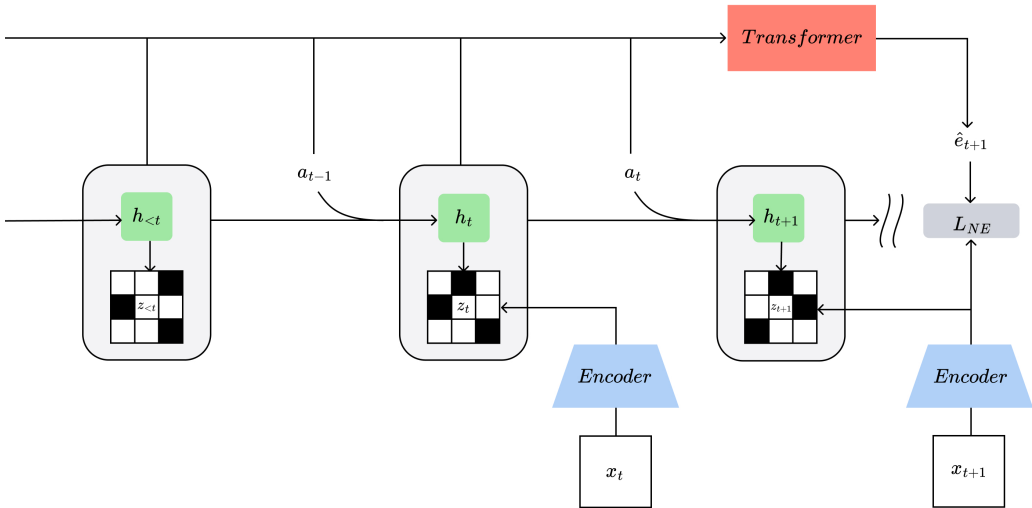 Transformer
ê_{t+1}
a_{t−1}
a_t
h_{<t}
h_t
h_{t+1}
L_{NE}
z_{<t}
z_t
z_{t+1}
Encoder
Encoder
x_t
x_{t+1}